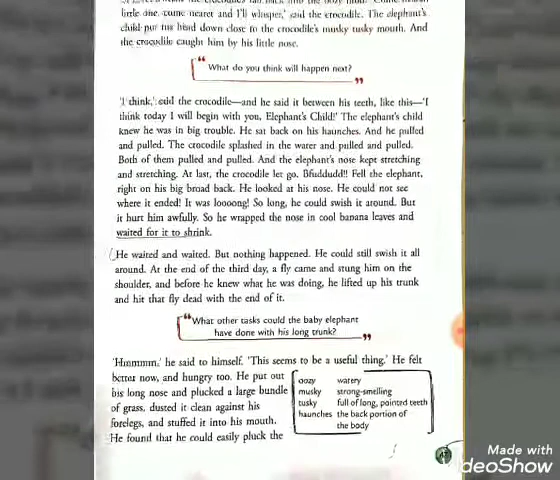 little one, come nearer and I'll whisper,' said the crocodile. The elephant's
child put his head down close to the crocodile's musky tusky mouth. And
the crocodile caught him by his little nose.
"What do you think will happen next?"
'I think,' said the crocodile—and he said it between his teeth, like this—'I
think today I will begin with you, Elephant's Child!' The elephant's child
knew he was in big trouble. He sat back on his haunches. And he pulled
and pulled. The crocodile splashed in the water and pulled and pulled.
Both of them pulled and pulled. And the elephant's nose kept stretching
and stretching. At last, the crocodile let go. Bfuddudd!! Fell the elephant,
right on his big broad back. He looked at his nose. He could not see
where it ended! It was loooong! So long, he could swish it around. But
it hurt him awfully. So he wrapped the nose in cool banana leaves and
waited for it to shrink.
He waited and waited. But nothing happened. He could still swish it all
around. At the end of the third day, a fly came and stung him on the
shoulder, and before he knew what he was doing, he lifted up his trunk
and hit that fly dead with the end of it.
"What other tasks could the baby elephant
have done with his long trunk?"
'Hmmmm,' he said to himself, 'This seems to be a useful thing.' He felt
better now, and hungry too. He put out
his long nose and plucked a large bundle
of grass, dusted it clean against his
forelegs, and stuffed it into his mouth.
He found that he could easily pluck the
oozy watery
musky strong-smelling
tusky full of long, pointed teeth
haunches the back portion of
the body
Made with
VideoShow